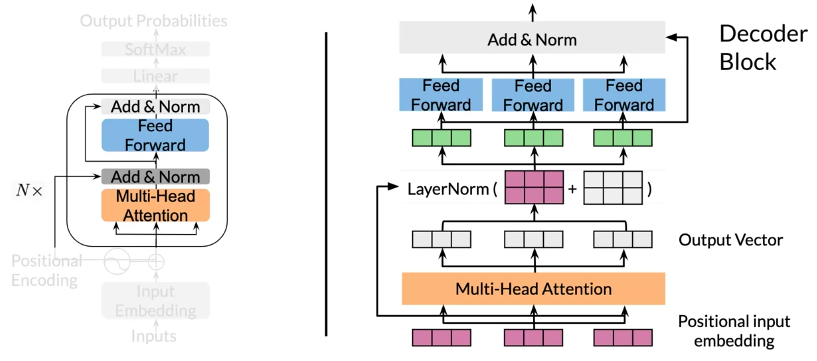 Output Probabilities
SoftMax
Linear
Add & Norm
Feed
Forward
Add & Norm
N×
Multi-Head
Attention
Positional
Encoding
Input
Embedding
Inputs
Decoder
Block
Add & Norm
Feed
Forward
Feed
Forward
Feed
Forward
LayerNorm ( + )
Output Vector
Multi-Head Attention
Positional input
embedding